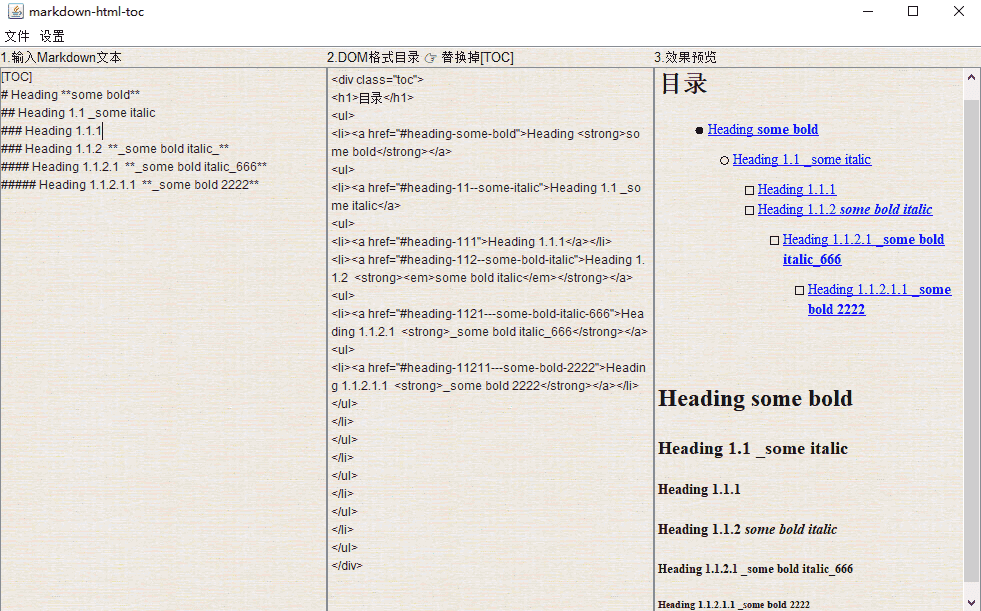 markdown-html-toc
文件 设置
1.输入Markdown文本
[TOC]
# Heading **some bold**
## Heading 1.1 _some italic
### Heading 1.1.1
### Heading 1.1.2  **_some bold italic_**
#### Heading 1.1.2.1  **_some bold italic_666**
##### Heading 1.1.2.1.1  **_some bold 2222**
2.DOM格式目录 👉 替换掉[TOC]
<div class="toc">
<h1>目录</h1>
<ul>
<li><a href="#heading-some-bold">Heading <strong>so
me bold</strong></a>
<ul>
<li><a href="#heading-11--some-italic">Heading 1.1 _so
me italic</a>
<ul>
<li><a href="#heading-111">Heading 1.1.1</a></li>
<li><a href="#heading-112--some-bold-italic">Heading 1.
1.2  <strong><em>some bold italic</em></strong></a>
<ul>
<li><a href="#heading-1121---some-bold-italic-666">Hea
ding 1.1.2.1  <strong>_some bold italic_666</strong></a>
<ul>
<li><a href="#heading-11211---some-bold-2222">Headin
g 1.1.2.1.1  <strong>_some bold 2222</strong></a></li>
</ul>
</li>
</ul>
</li>
</ul>
</li>
</ul>
</li>
</ul>
</div>
3.效果预览
目录
Heading some bold
Heading 1.1 _some italic
Heading 1.1.1
Heading 1.1.2 some bold italic
Heading 1.1.2.1 _some bold
italic_666
Heading 1.1.2.1.1 _some
bold 2222
Heading some bold
Heading 1.1 _some italic
Heading 1.1.1
Heading 1.1.2 some bold italic
Heading 1.1.2.1 _some bold italic_666
Heading 1.1.2.1.1 _some bold 2222